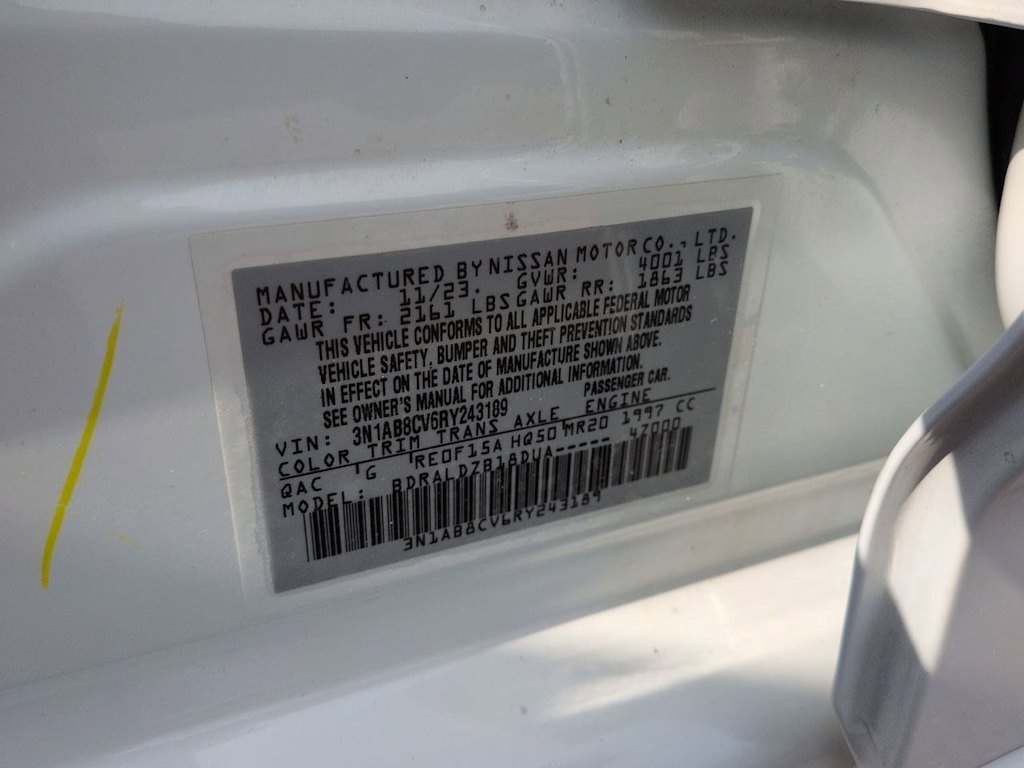 MANUFACTURED BY NISSAN MOTOR CO., LTD.
DATE: 11/23. GVWR: 4001 LBS
GAWR FR: 2161 LBS GAWR RR: 1863 LBS
THIS VEHICLE CONFORMS TO ALL APPLICABLE FEDERAL MOTOR
VEHICLE SAFETY, BUMPER AND THEFT PREVENTION STANDARDS
IN EFFECT ON THE DATE OF MANUFACTURE SHOWN ABOVE.
SEE OWNER'S MANUAL FOR ADDITIONAL INFORMATION.
VIN: 3N1AB8CV6RY243189 PASSENGER CAR.
COLOR TRIM TRANS AXLE ENGINE
QAC G RE0F15A HQ50 MR20 1997 CC
MODEL: BDRALDZB18DUA----- 47000
3N1AB8CV6RY243189